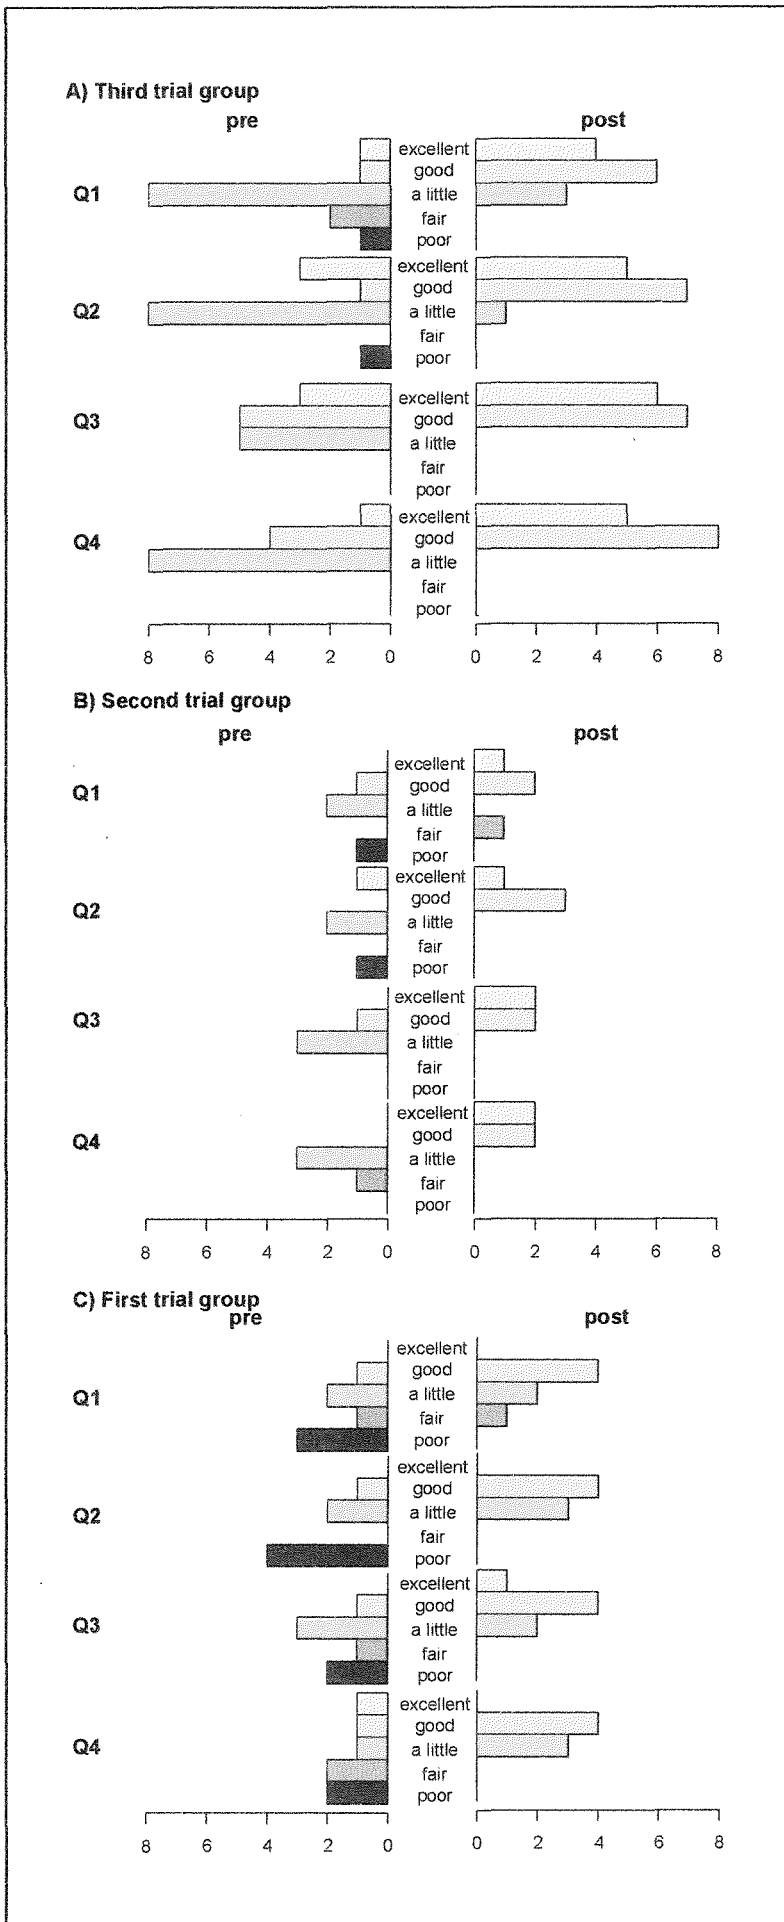 A) Third trial group
pre post
excellent
good
Q1 a little
fair
poor
excellent
good
Q2 a little
fair
poor
excellent
Q3 good
a little
fair
poor
excellent
Q4 good
a little
fair
poor
8 6 4 2 0 0 2 4 6 8
B) Second trial group
pre post
excellent
Q1 good
a little
fair
poor
excellent
Q2 good
a little
fair
poor
excellent
Q3 good
a little
fair
poor
excellent
Q4 good
a little
fair
poor
8 6 4 2 0 0 2 4 6 8
C) First trial group
pre post
excellent
good
Q1 a little
fair
poor
excellent
good
Q2 a little
fair
poor
excellent
good
Q3 a little
fair
poor
excellent
good
Q4 a little
fair
poor
8 6 4 2 0 0 2 4 6 8